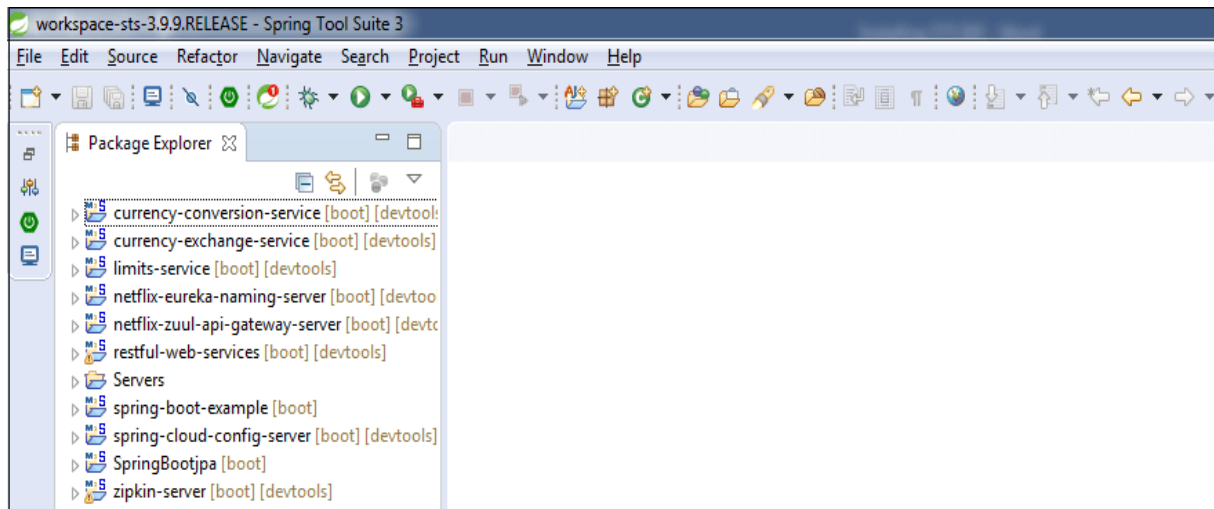 workspace-sts-3.9.9.RELEASE - Spring Tool Suite 3
File Edit Source Refactor Navigate Search Project Run Window Help
Package Explorer
currency-conversion-service [boot] [devtools
currency-exchange-service [boot] [devtools]
limits-service [boot] [devtools]
netflix-eureka-naming-server [boot] [devtoo
netflix-zuul-api-gateway-server [boot] [devtc
restful-web-services [boot] [devtools]
Servers
spring-boot-example [boot]
spring-cloud-config-server [boot] [devtools]
SpringBootjpa [boot]
zipkin-server [boot] [devtools]